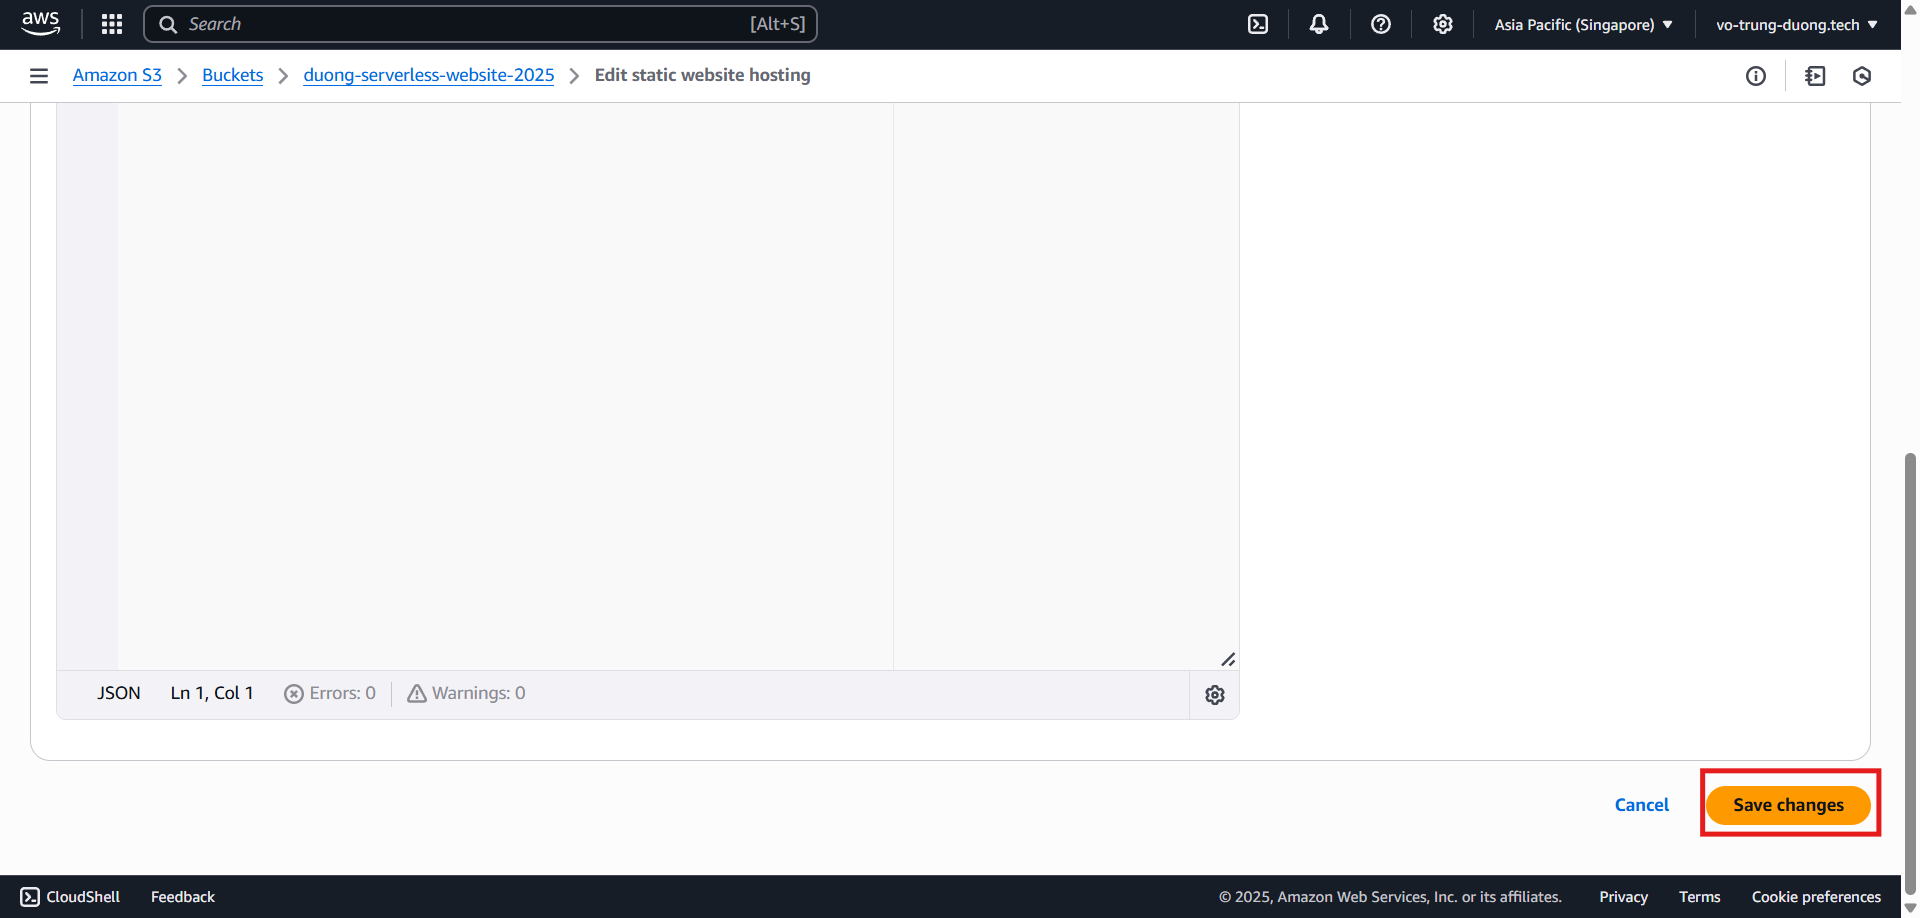 aws Search [Alt+S] Asia Pacific (Singapore) vo-trung-duong.tech
Amazon S3 Buckets duong-serverless-website-2025 Edit static website hosting
JSON Ln 1, Col 1 Errors: 0 Warnings: 0
Cancel Save changes
CloudShell Feedback © 2025, Amazon Web Services, Inc. or its affiliates. Privacy Terms Cookie preferences